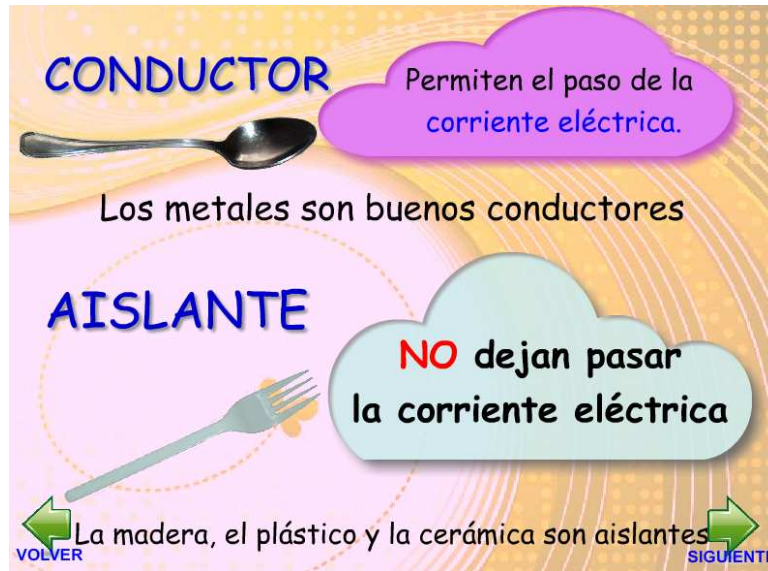 CONDUCTOR
Permiten el paso de la
corriente eléctrica.
Los metales son buenos conductores
AISLANTE
NO dejan pasar
la corriente eléctrica
La madera, el plástico y la cerámica son aislantes
VOLVER
SIGUIENTE